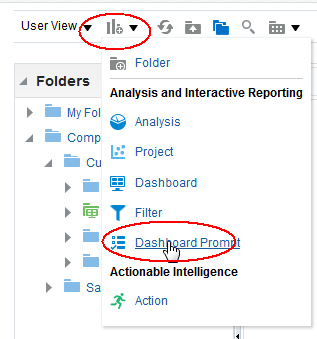 User View
Folder
Folders
Analysis and Interactive Reporting
My Fol
Analysis
Comp
Project
Cu
Dashboard
Filter
Dashboard Prompt
Actionable Intelligence
Sa
Action